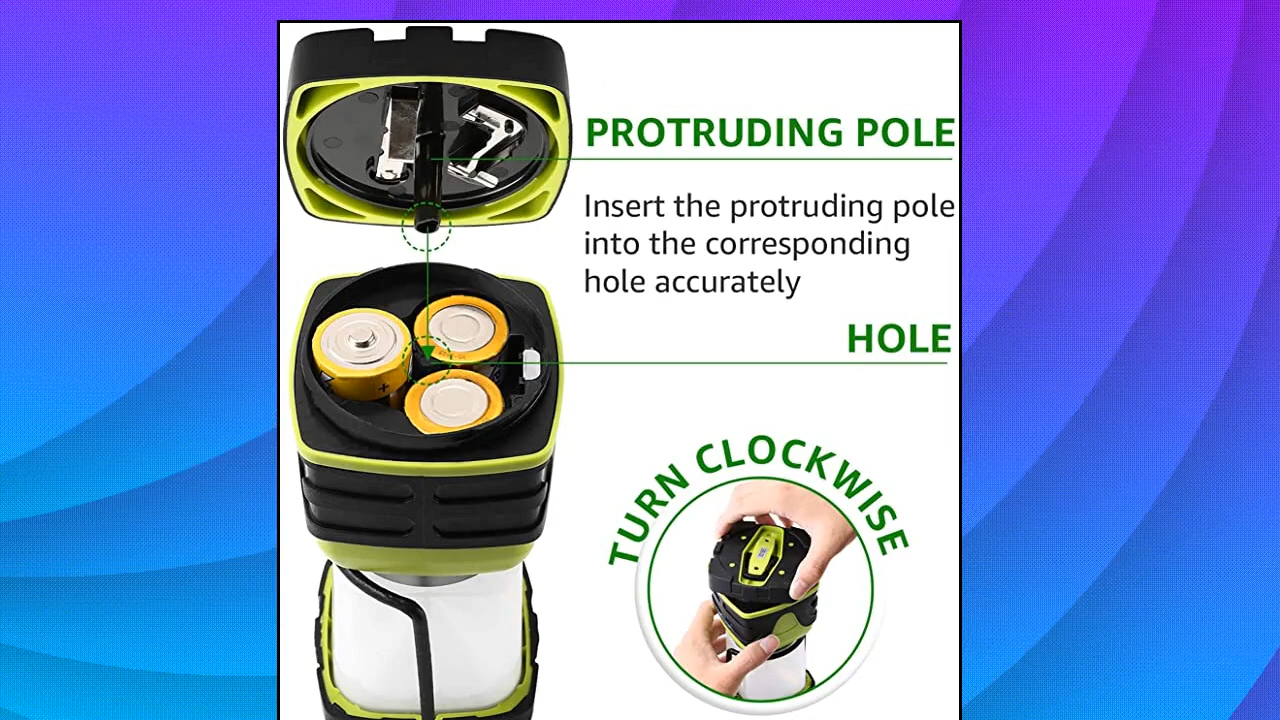 PROTRUDING POLE
Insert the protruding pole
into the corresponding
hole accurately
HOLE
TURN CLOCKWISE
+